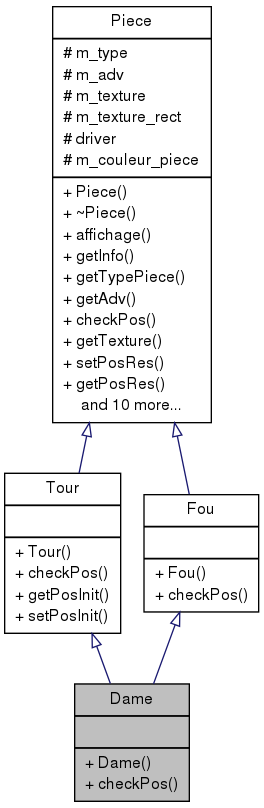 Piece
# m_type
# m_adv
# m_texture
# m_texture_rect
# driver
# m_couleur_piece
+ Piece()
+ ~Piece()
+ affichage()
+ getInfo()
+ getTypePiece()
+ getAdv()
+ checkPos()
+ getTexture()
+ setPosRes()
+ getPosRes()
and 10 more...
Tour
+ Tour()
+ checkPos()
+ getPosInit()
+ setPosInit()
Fou
+ Fou()
+ checkPos()
Dame
+ Dame()
+ checkPos()